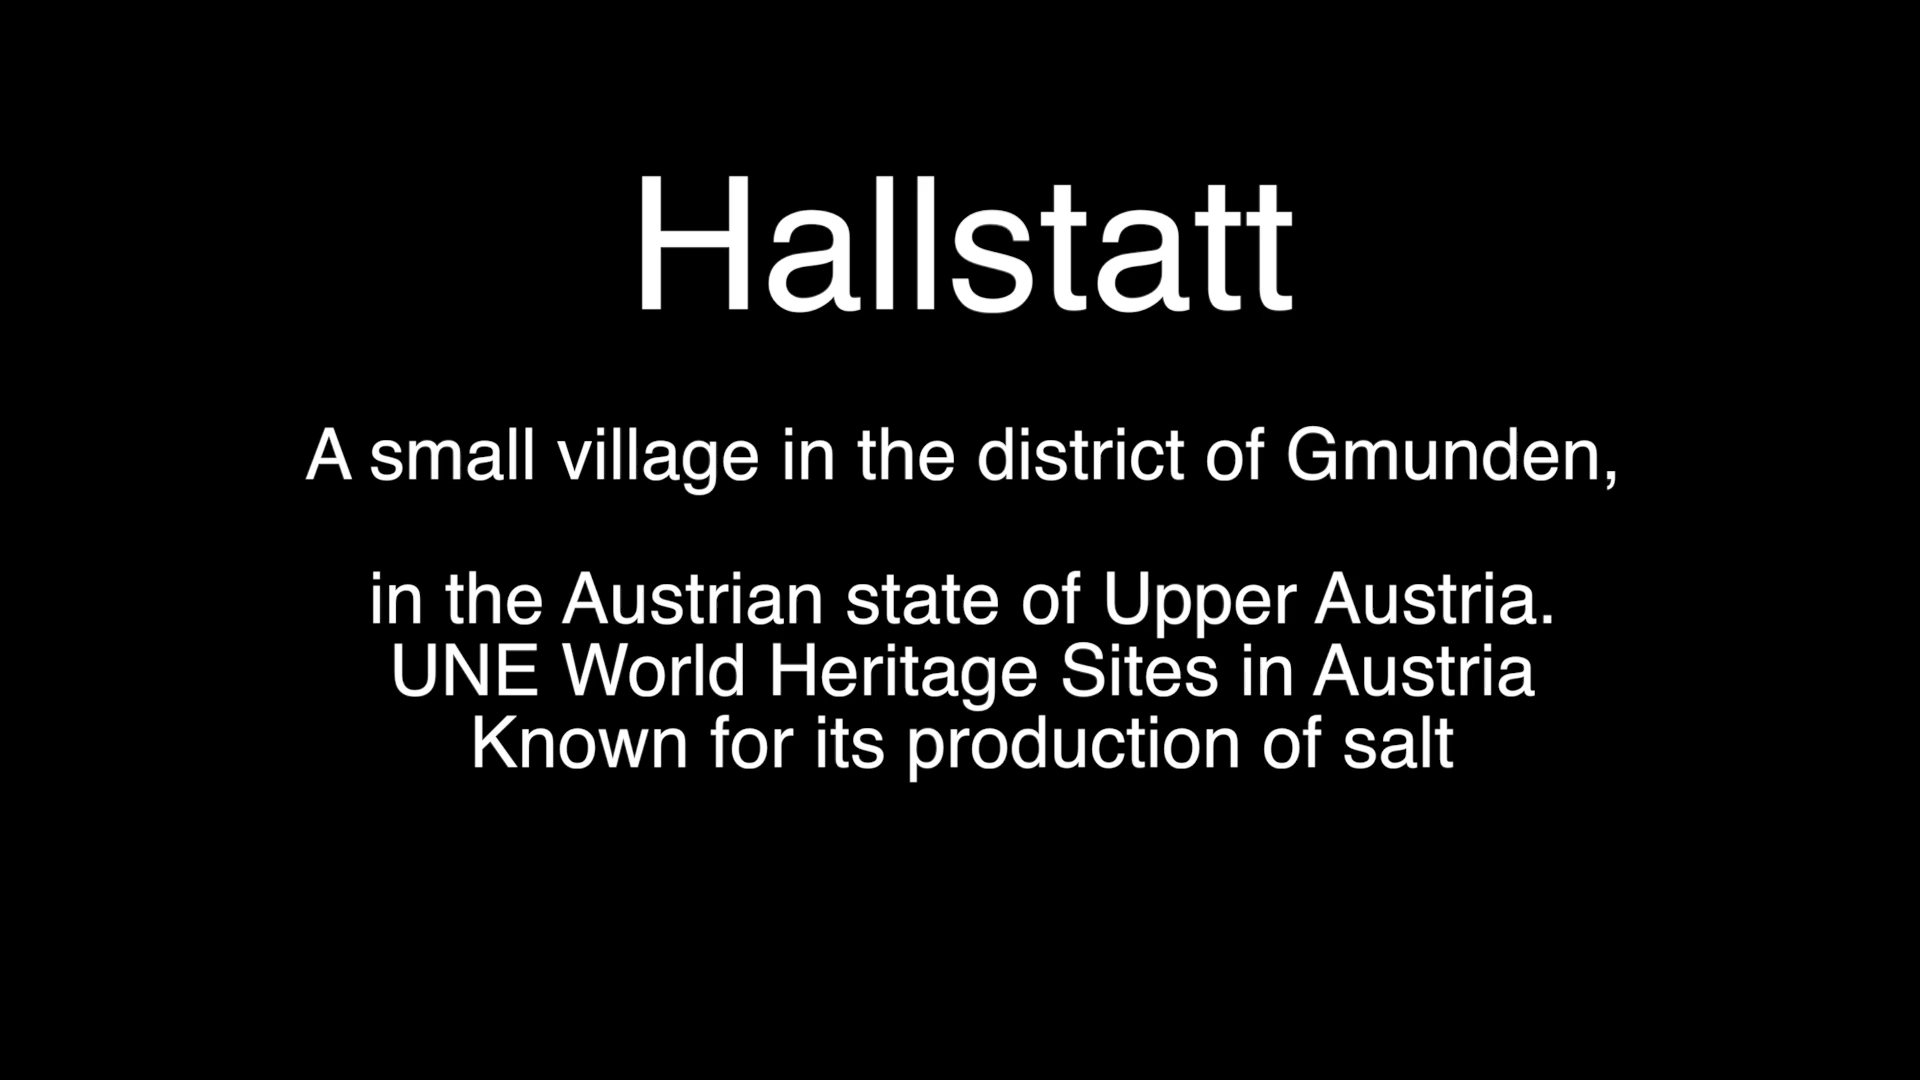 Hallstatt
A small village in the district of Gmunden,
in the Austrian state of Upper Austria.
UNE World Heritage Sites in Austria
Known for its production of salt